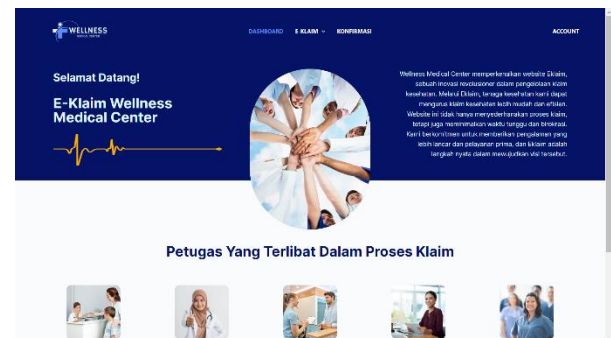 WELLNESS
MEDICAL CENTER
DASHBOARD
E-KLAIM
KONFIRMASI
ACCOUNT
Selamat Datang!
E-Klaim Wellness
Medical Center
Wellness Medical Center memperkenalkan website Eklaim,
sebuah inovasi revolusioner dalam pengelolaan klaim
kesehatan. Melalui Eklaim, tenaga kesehatan kami dapat
mengurus klaim kesehatan lebih mudah dan efisien.
Website ini tidak hanya menyederhanakan proses klaim,
tetapi juga meminimalkan waktu tunggu dan birokrasi.
Kami berkomitmen untuk memberikan pengalaman yang
lebih lancar dan pelayanan prima, dan Eklaim adalah
langkah nyata dalam mewujudkan visi tersebut.
Petugas Yang Terlibat Dalam Proses Klaim